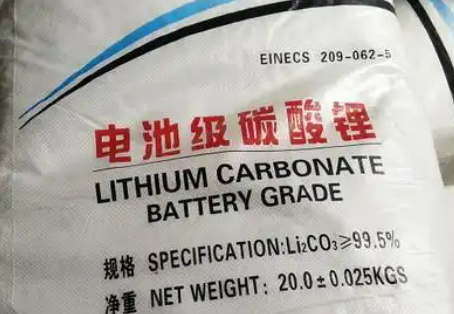 EINECS 209-062-5
电池级碳酸锂
LITHIUM CARBONATE
BATTERY GRADE
规格 SPECIFICATION:Li₂CO₃≥99.5%
净重 NET WEIGHT: 20.0±0.025KGS